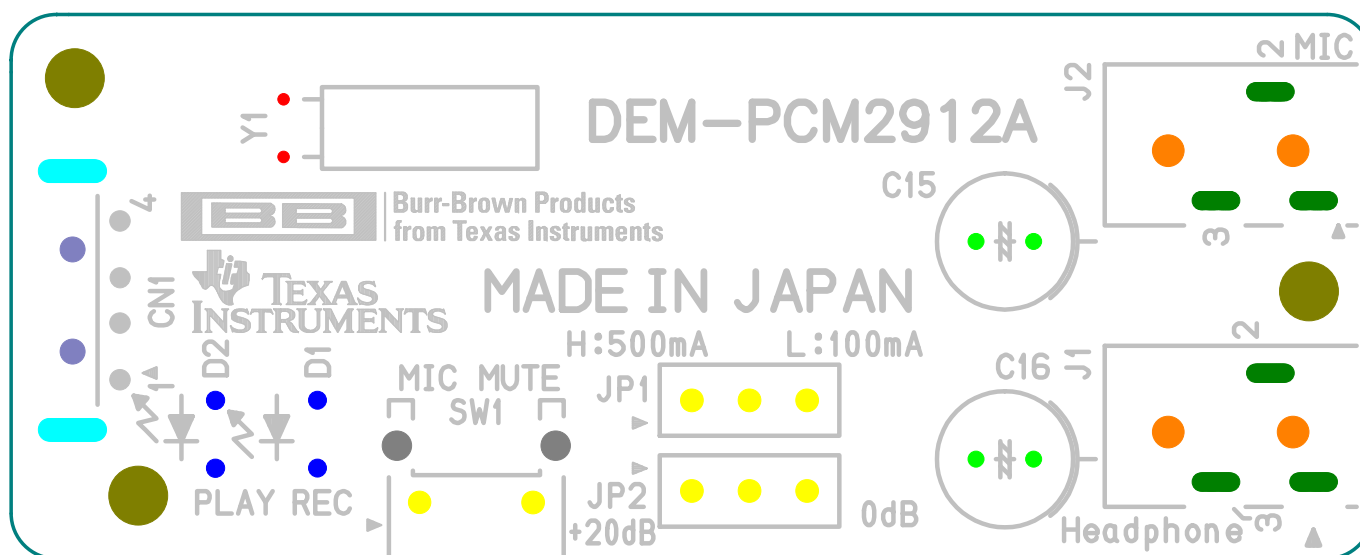 2 MIC
J2
DEM-PCM2912A
Y1
C15
4
BB
Burr-Brown Products
from Texas Instruments
3
CN1
TEXAS
INSTRUMENTS
MADE IN JAPAN
H:500mA L:100mA
2
D2
D1
C16
J1
1
MIC MUTE
JP1
SW1
PLAY REC
JP2
0dB
+20dB
3
Headphone